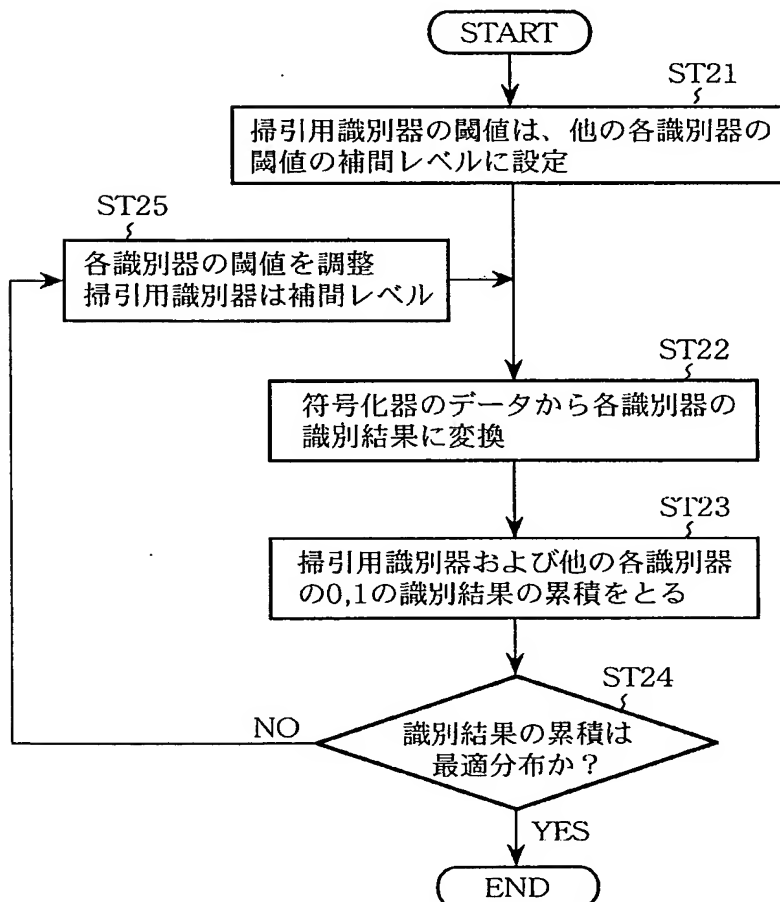 START
ST21
掃引用識別器の閾値は、他の各識別器の
閾値の補間レベルに設定
ST25
各識別器の閾値を調整
掃引用識別器は補間レベル
ST22
符号化器のデータから各識別器の
識別結果に変換
ST23
掃引用識別器および他の各識別器
の0,1の識別結果の累積をとる
ST24
NO
識別結果の累積は
最適分布か?
YES
END